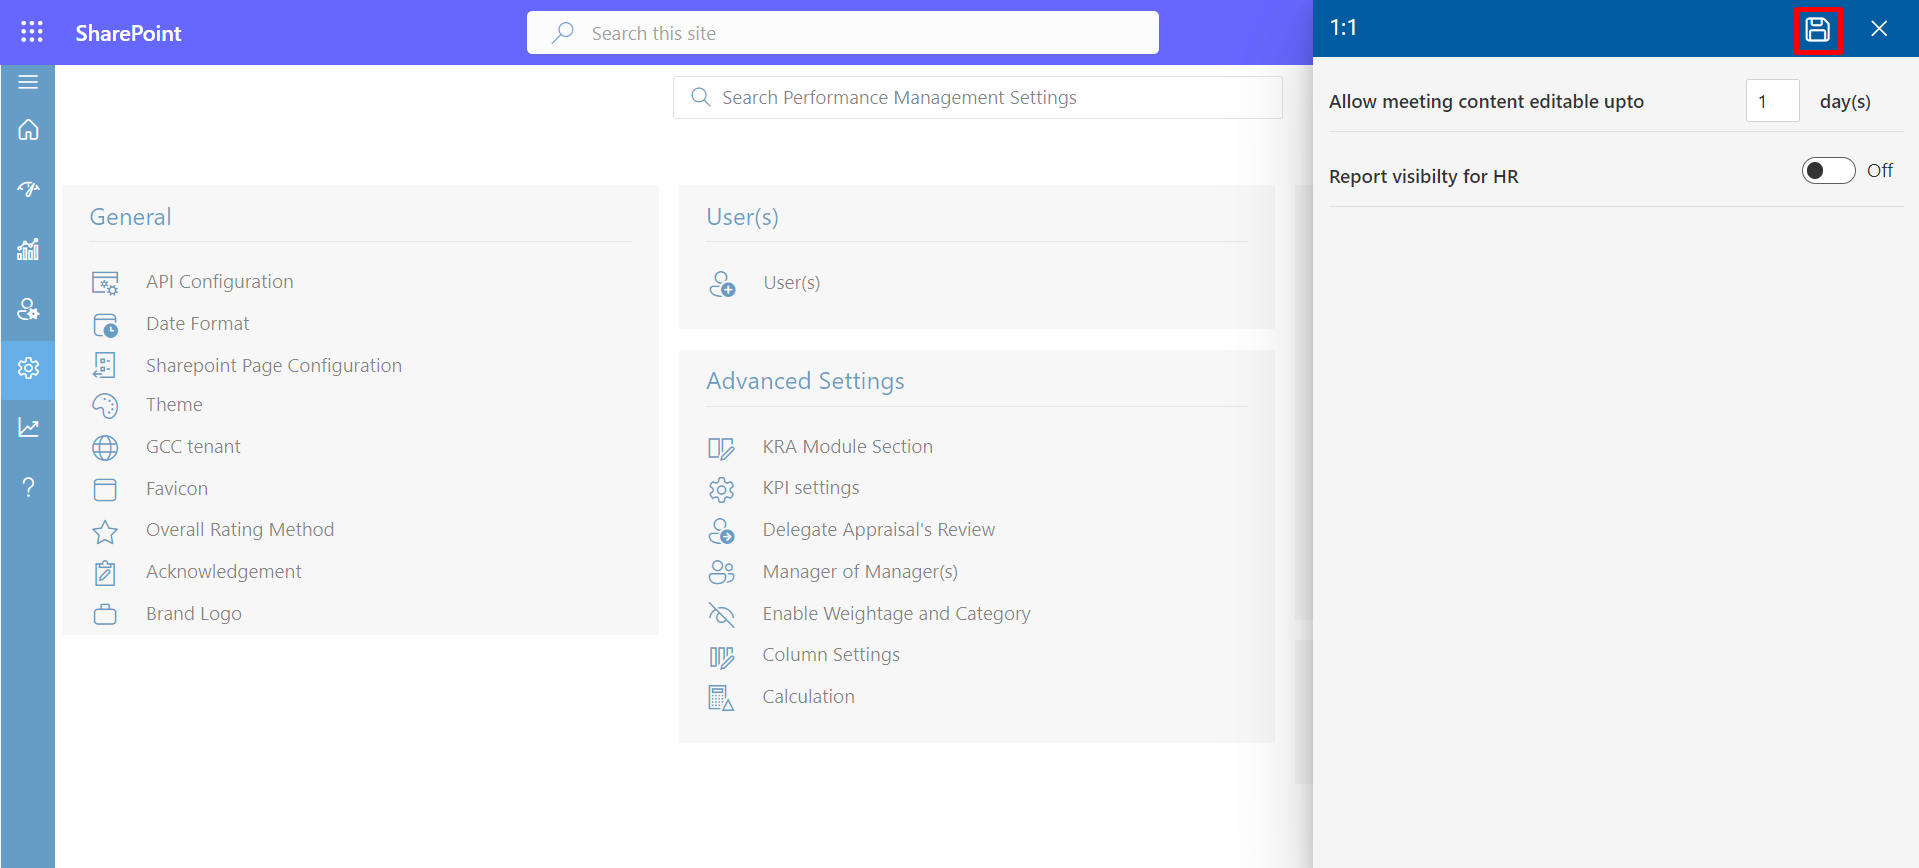 SharePoint
Search this site
1:1
Search Performance Management Settings
Allow meeting content editable upto 1 day(s)
Report visibilty for HR Off
General
API Configuration
Date Format
Sharepoint Page Configuration
Theme
GCC tenant
Favicon
Overall Rating Method
Acknowledgement
Brand Logo
User(s)
User(s)
Advanced Settings
KRA Module Section
KPI settings
Delegate Appraisal's Review
Manager of Manager(s)
Enable Weightage and Category
Column Settings
Calculation